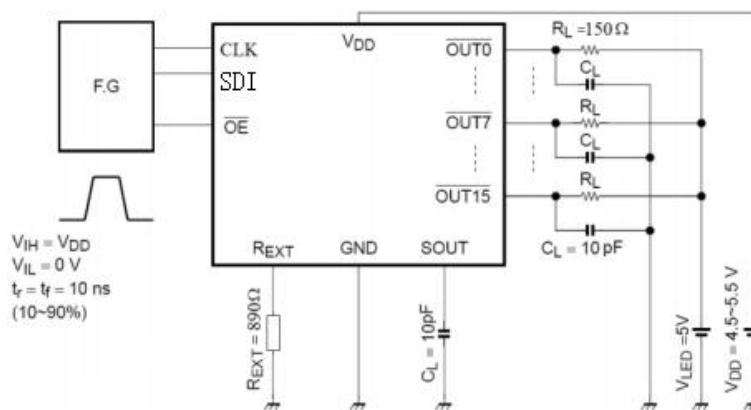 F.G
CLK
SDI
OE
VDD
OUT0
OUT7
OUT15
REXT
GND
SOUT
RL =150Ω
CL
RL
CL
RL
CL = 10 pF
VIH = VDD
VIL = 0 V
tr = tf = 10 ns
(10~90%)
REXT = 890Ω
CL = 10pF
VLED =5V
VDD = 4.5~5.5V